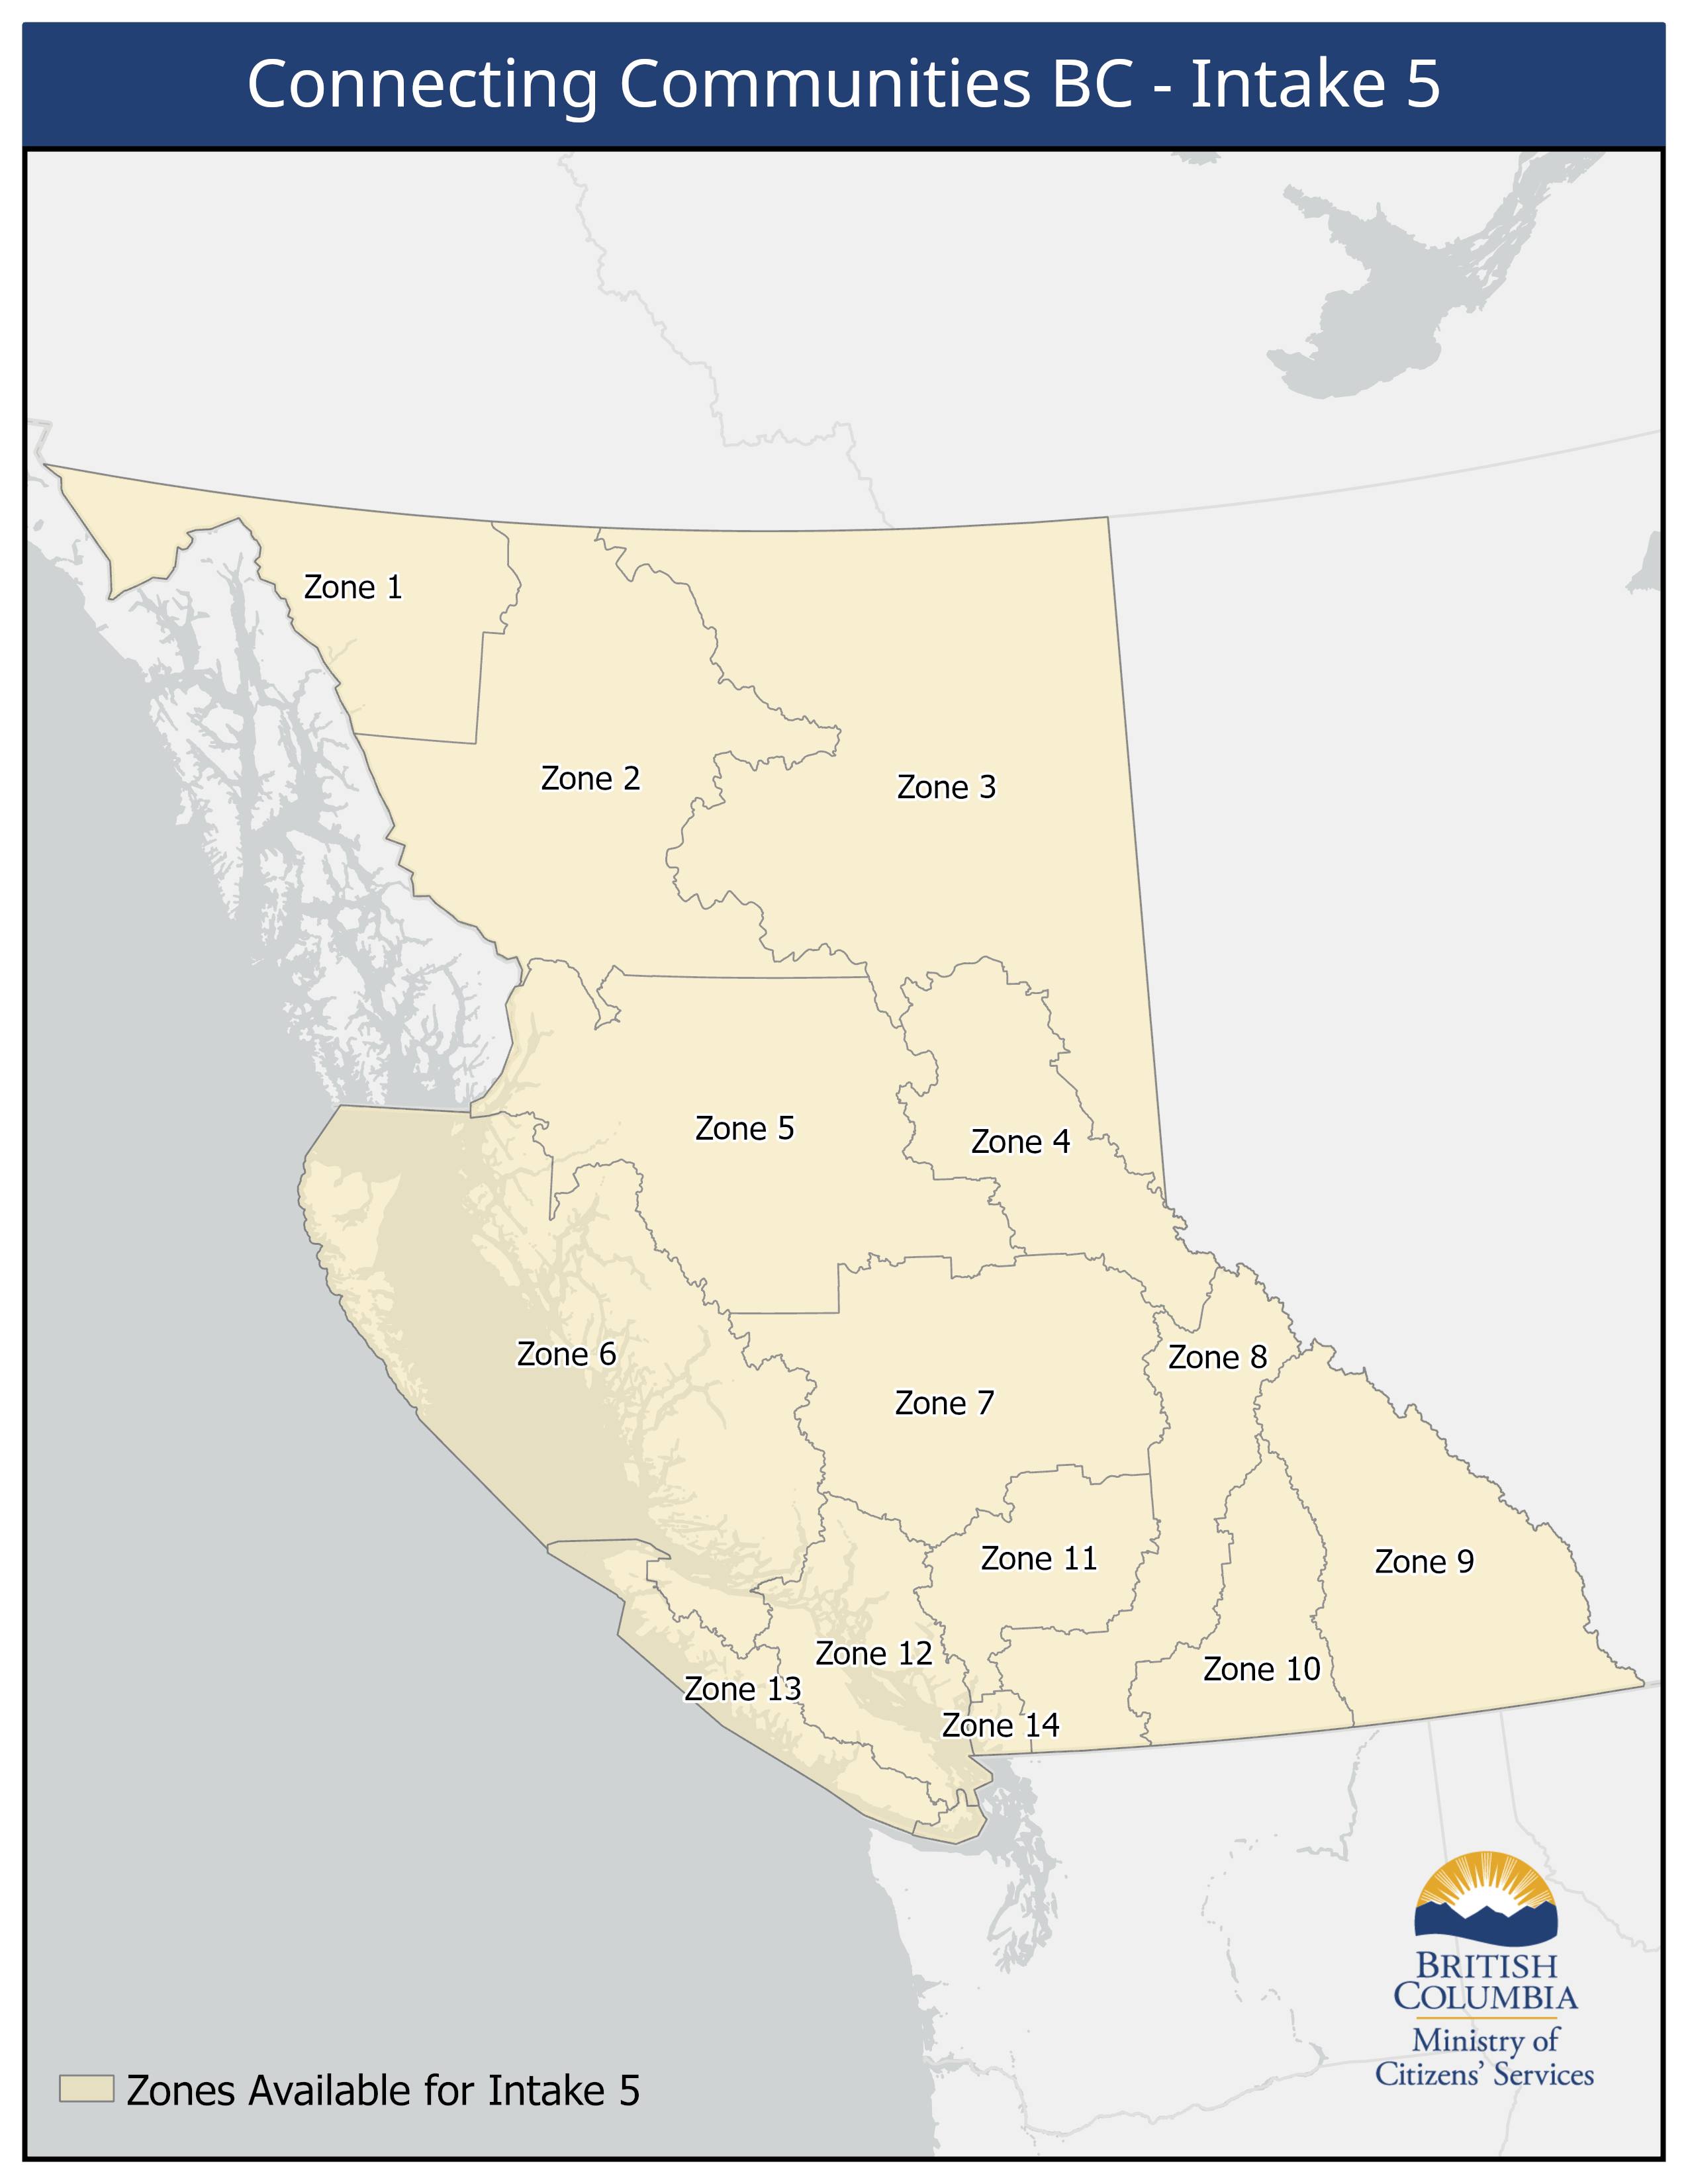 Connecting Communities BC - Intake 5
Zone 1
Zone 2
Zone 3
Zone 5
Zone 4
Zone 6
Zone 8
Zone 7
Zone 11
Zone 9
Zone 12
Zone 10
Zone 13
Zone 14
BRITISH
COLUMBIA
Ministry of
Citizens' Services
Zones Available for Intake 5